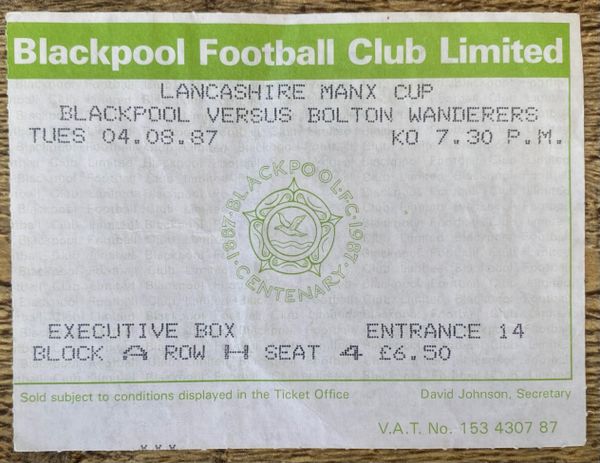 Blackpool Football Club Limited
LANCASHIRE MANX CUP
BLACKPOOL VERSUS BOLTON WANDERERS
TUES 04.08.87 KO 7.30 P.M.
BLACKPOOL F.C.
1887 · 1987
CENTENARY
EXECUTIVE BOX ENTRANCE 14
BLOCK A ROW H SEAT 4 £6.50
Sold subject to conditions displayed in the Ticket Office David Johnson, Secretary
V.A.T. No. 153 4307 87